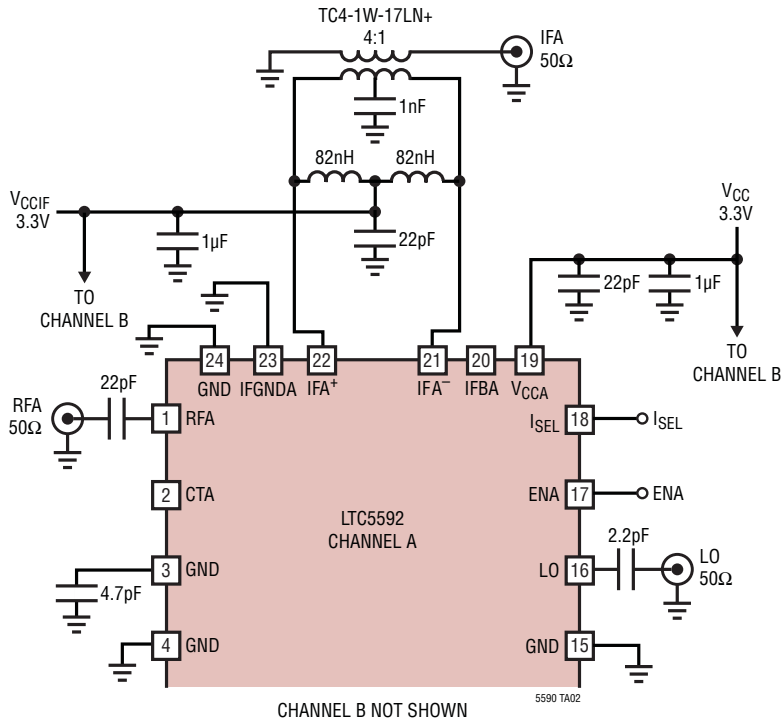 TC4-1W-17LN+
4:1
IFA
50Ω
1nF
82nH
82nH
VCCIF
3.3V
1µF
22pF
TO
CHANNEL B
VCC
3.3V
22pF
1µF
TO
CHANNEL B
24
23
22
21
20
19
GND
IFGNDA
IFA+
IFA−
IFBA
VCCA
22pF
RFA
50Ω
1
RFA
ISEL
18
ISEL
2
CTA
ENA
17
ENA
LTC5592
CHANNEL A
2.2pF
3
GND
4.7pF
LO
16
LO
50Ω
4
GND
GND
15
5590 TA02
CHANNEL B NOT SHOWN